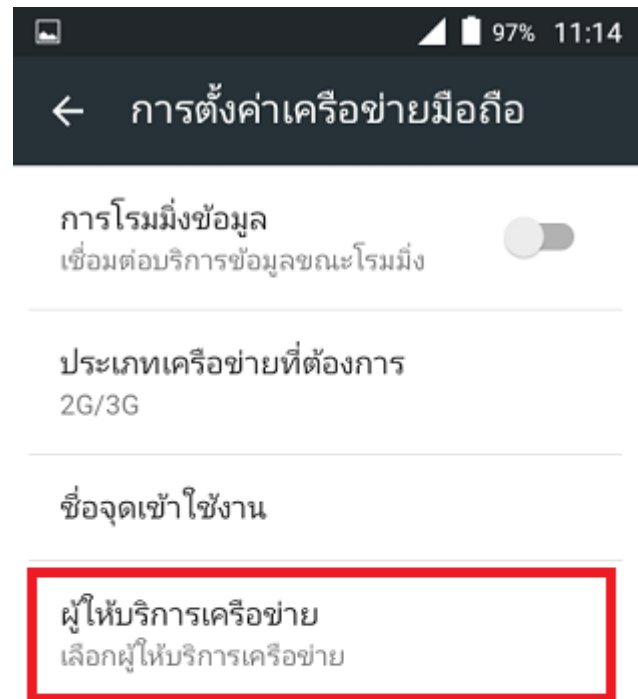 97% 11:14
การตั้งค่าเครือข่ายมือถือ
การโรมมิ่งข้อมูล
เชื่อมต่อบริการข้อมูลขณะโรมมิ่ง
ประเภทเครือข่ายที่ต้องการ
2G/3G
ชื่อจุดเข้าใช้งาน
ผู้ให้บริการเครือข่าย
เลือกผู้ให้บริการเครือข่าย